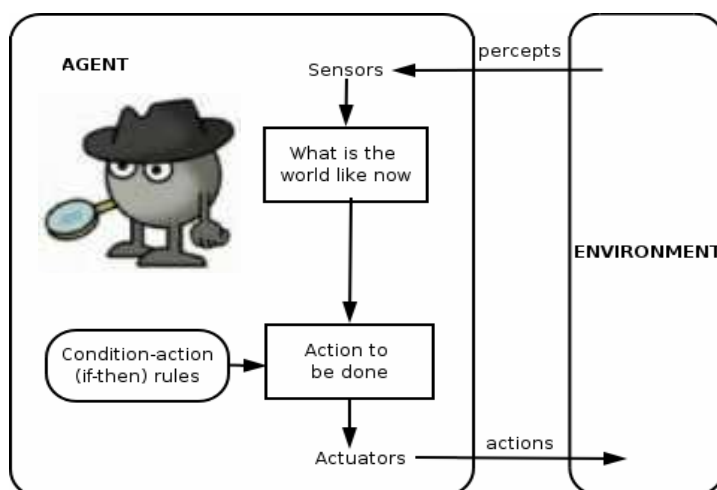 AGENT
percepts
Sensors
What is the
world like now
ENVIRONMENT
Condition-action
(if-then) rules
Action to
be done
Actuators
actions